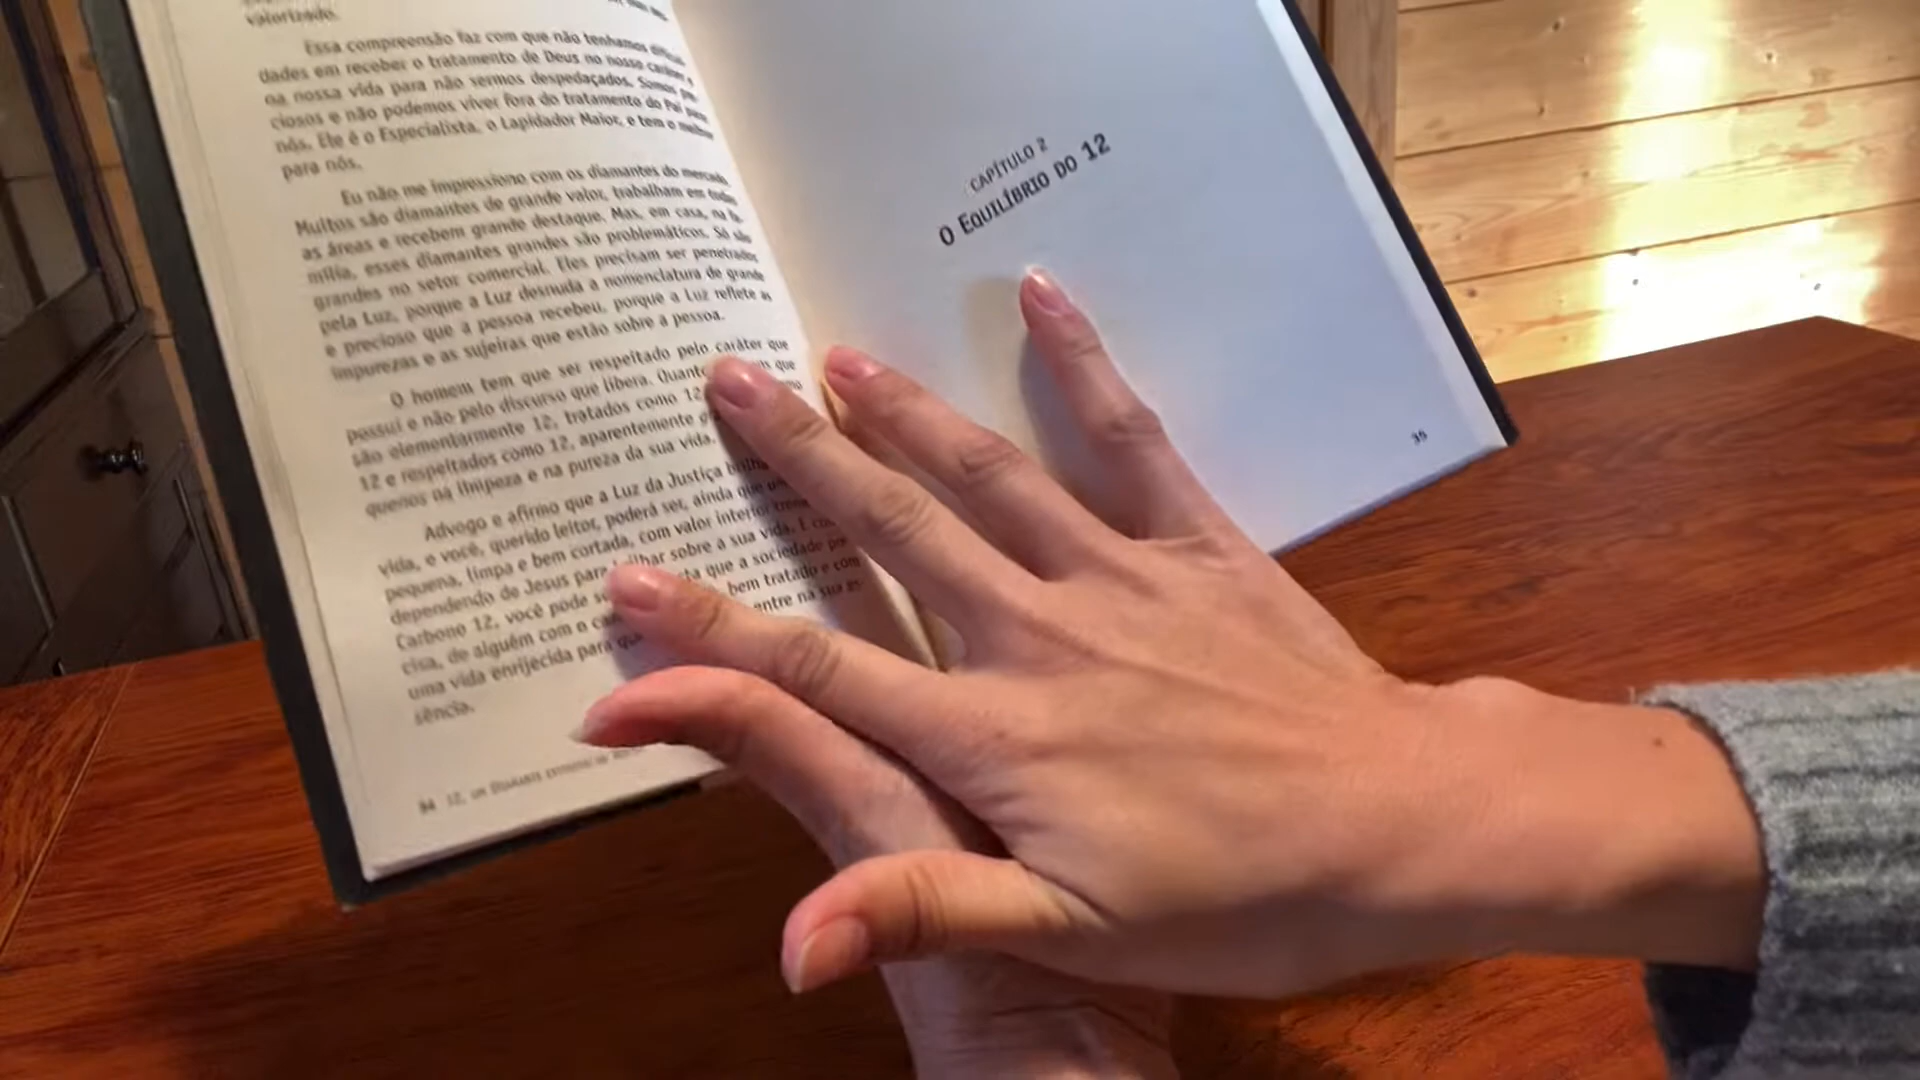 valorizado.
Essa compreensão faz com que não tenhamos
dades em receber o tratamento de Deus no nosso caráter e
na nossa vida para não sermos despedaçados. Somos pre-
ciosos e não podemos viver fora do tratamento do Pai para
nós. Ele é o Especialista, o Lapidador Maior, e tem o melhor
para nós.
Eu não me impressiono com os diamantes do mercado.
Muitos são diamantes de grande valor, trabalham em todas
as áreas e recebem grande destaque. Mas, em casa, na fa-
mília, esses diamantes grandes são problemáticos. Só são
grandes no setor comercial. Eles precisam ser penetrados
pela Luz, porque a Luz desnuda a nomenclatura de grande
e precioso que a pessoa recebeu, porque a Luz reflete as
impurezas e as sujeiras que estão sobre a pessoa.
O homem tem que ser respeitado pelo caráter que
possui e não pelo discurso que libera. que
são elementarmente 12, tratados como 12
12 e respeitados como 12, aparentemente
quenos na limpeza e na pureza da sua vida.
Advogo e afirmo que a Luz da Justiça
vida, e você, querido leitor, poderá ser, ainda que
pequena, limpa e bem cortada, com valor interior
dependendo de Jesus para brilhar sobre a sua vida. E
Carbono 12, você pode que a sociedade
cisa, de alguém com o bem tratado e com
uma vida enrijecida para entre na sua es-
sência.
34 12, um Diamante
CAPÍTULO 2
O EQUILÍBRIO DO 12
35